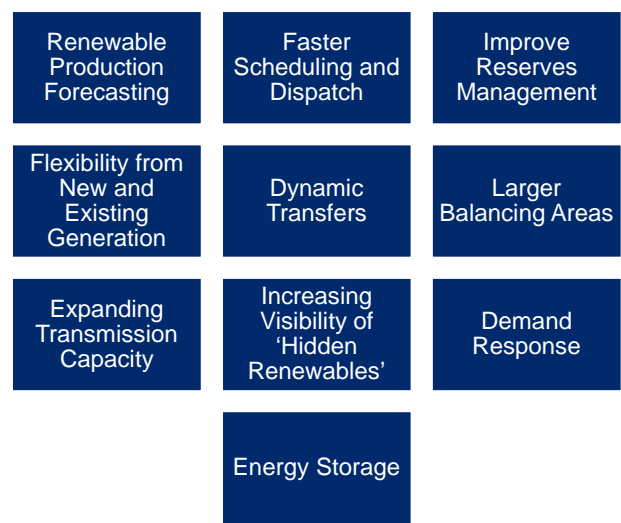 Renewable
Production
Forecasting
Faster
Scheduling and
Dispatch
Improve
Reserves
Management
Flexibility from
New and
Existing
Generation
Dynamic
Transfers
Larger
Balancing Areas
Expanding
Transmission
Capacity
Increasing
Visibility of
‘Hidden
Renewables’
Demand
Response
Energy Storage